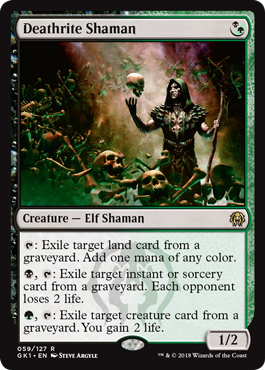 Deathrite Shaman
Creature — Elf Shaman
: Exile target land card from a
graveyard. Add one mana of any color.
, : Exile target instant or sorcery
card from a graveyard. Each opponent
loses 2 life.
, : Exile target creature card from a
graveyard. You gain 2 life.
1/2
059/127 R
GK1 • EN Steve Argyle
™ & © 2018 Wizards of the Coast